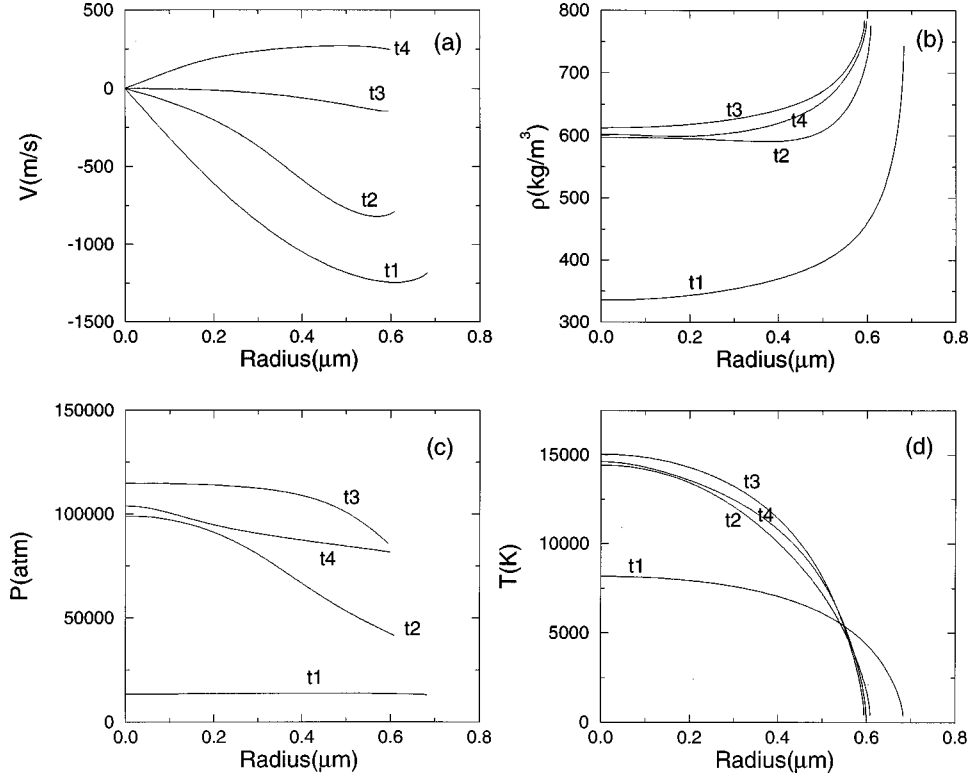 500
0
-500
-1000
-1500
V(m/s)
(a)
t4
t3
t2
t1
0.0 0.2 0.4 0.6 0.8
Radius(μm)
800
700
600
500
400
300
ρ(kg/m³)
(b)
t3
t4
t2
t1
0.0 0.2 0.4 0.6 0.8
Radius(μm)
150000
100000
50000
0
P(atm)
(c)
t3
t4
t2
t1
0.0 0.2 0.4 0.6 0.8
Radius(μm)
15000
10000
5000
0
T(K)
(d)
t3
t4
t2
t1
0.0 0.2 0.4 0.6 0.8
Radius(μm)